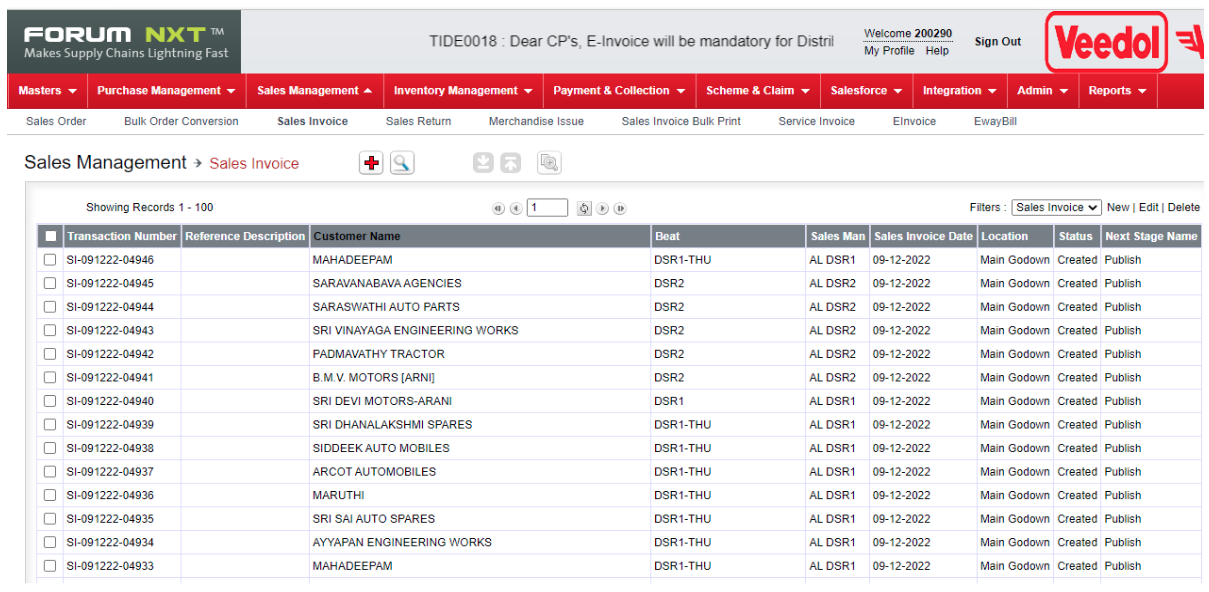 FORUM NXT™
Makes Supply Chains Lightning Fast
TIDE0018 : Dear CP's, E-Invoice will be mandatory for Distril
Welcome 200290
My Profile Help
Sign Out
Veedol
Masters Purchase Management Sales Management Inventory Management Payment & Collection Scheme & Claim Salesforce Integration Admin Reports
Sales Order Bulk Order Conversion Sales Invoice Sales Return Merchandise Issue Sales Invoice Bulk Print Service Invoice EInvoice EwayBill
Sales Management → Sales Invoice
Showing Records 1 - 100 1 Filters : Sales Invoice New | Edit | Delete
Transaction Number Reference Description Customer Name Beat Sales Man Sales Invoice Date Location Status Next Stage Name
SI-091222-04946 MAHADEEPAM DSR1-THU AL DSR1 09-12-2022 Main Godown Created Publish
SI-091222-04945 SARAVANABAVA AGENCIES DSR2 AL DSR2 09-12-2022 Main Godown Created Publish
SI-091222-04944 SARASWATHI AUTO PARTS DSR2 AL DSR2 09-12-2022 Main Godown Created Publish
SI-091222-04943 SRI VINAYAGA ENGINEERING WORKS DSR2 AL DSR2 09-12-2022 Main Godown Created Publish
SI-091222-04942 PADMAVATHY TRACTOR DSR2 AL DSR2 09-12-2022 Main Godown Created Publish
SI-091222-04941 B.M.V. MOTORS [ARNI] DSR2 AL DSR2 09-12-2022 Main Godown Created Publish
SI-091222-04940 SRI DEVI MOTORS-ARANI DSR1 AL DSR1 09-12-2022 Main Godown Created Publish
SI-091222-04939 SRI DHANALAKSHMI SPARES DSR1-THU AL DSR1 09-12-2022 Main Godown Created Publish
SI-091222-04938 SIDDEEK AUTO MOBILES DSR1-THU AL DSR1 09-12-2022 Main Godown Created Publish
SI-091222-04937 ARCOT AUTOMOBILES DSR1-THU AL DSR1 09-12-2022 Main Godown Created Publish
SI-091222-04936 MARUTHI DSR1-THU AL DSR1 09-12-2022 Main Godown Created Publish
SI-091222-04935 SRI SAI AUTO SPARES DSR1-THU AL DSR1 09-12-2022 Main Godown Created Publish
SI-091222-04934 AYYAPAN ENGINEERING WORKS DSR1-THU AL DSR1 09-12-2022 Main Godown Created Publish
SI-091222-04933 MAHADEEPAM DSR1-THU AL DSR1 09-12-2022 Main Godown Created Publish